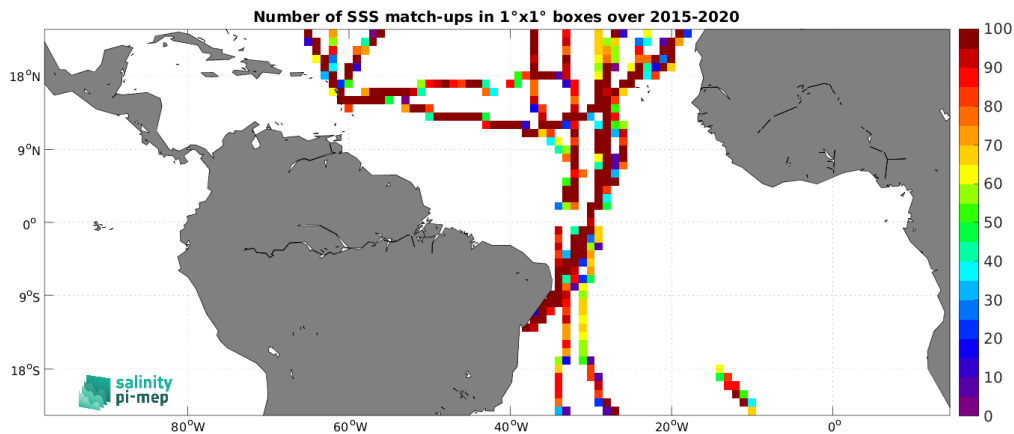 Number of SSS match-ups in 1°x1° boxes over 2015-2020
18°N
9°N
0°
9°S
18°S
80°W
60°W
40°W
20°W
0°
100
90
80
70
60
50
40
30
20
10
0
salinity
pi-mep